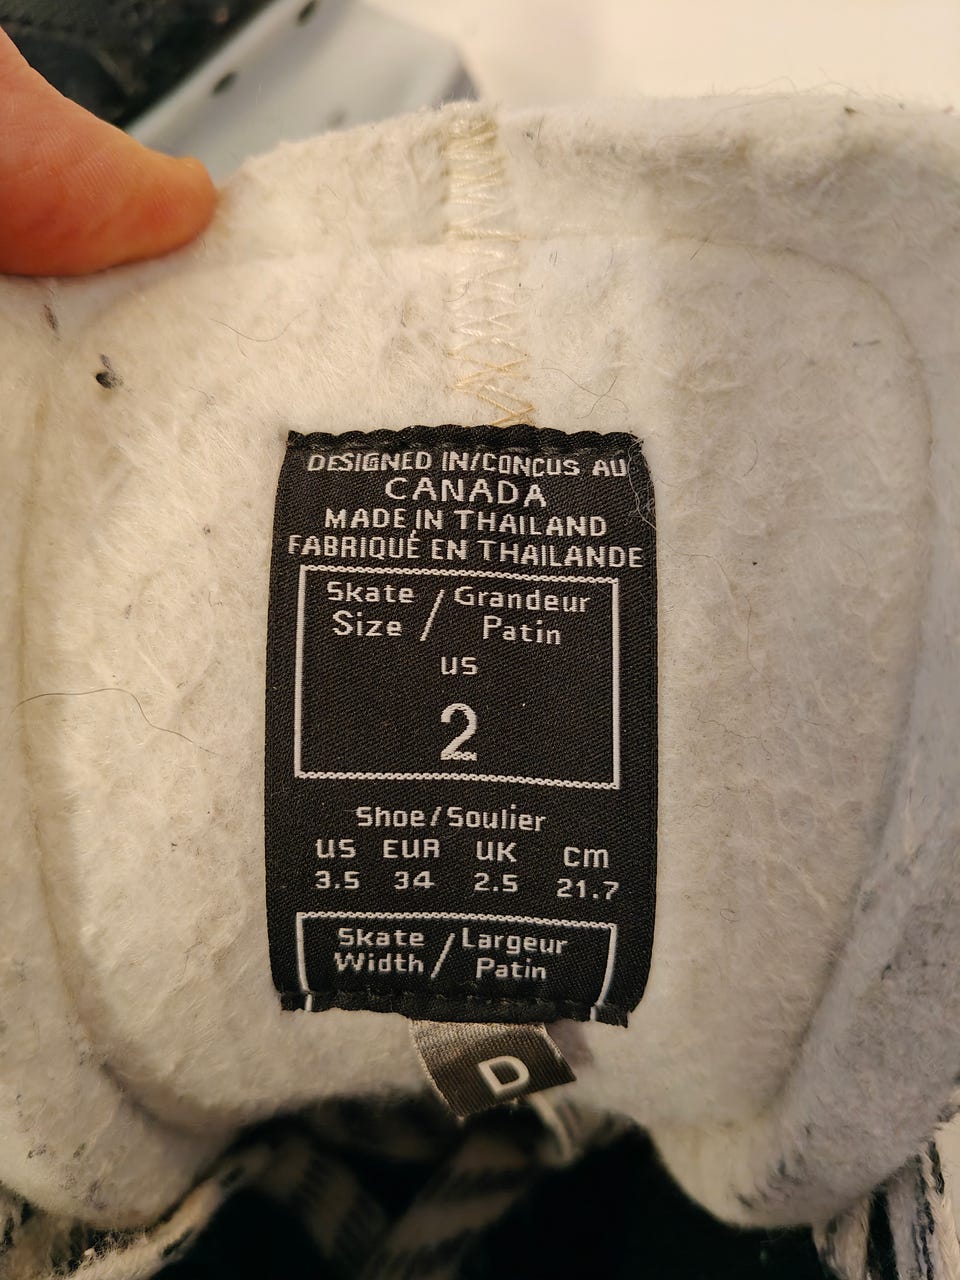 DESIGNED IN/CONÇUS AU
CANADA
MADE IN THAILAND
FABRIQUÉ EN THAILANDE
Skate Size / Grandeur Patin
US
2
Shoe/Soulier
US EUR UK cm
3.5 34 2.5 21.7
Skate Width / Largeur Patin
D